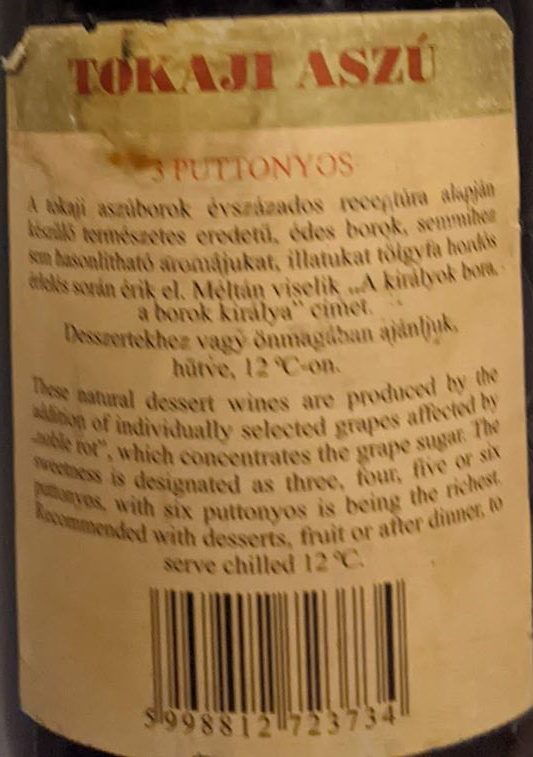 TOKAJI ASZÚ
3 PUTTONYOS
A tokaji aszúborok évszázados receptúra alapján
készülő természetes eredetű, édes borok, semmihez
sem hasonlítható aromájukat, illatukat tölgyfa hordós
érlelés során érik el. Méltán viselik „A királyok bora,
a borok királya" címet.
Desszertekhez vagy önmagában ajánljuk,
hűtve, 12 °C-on.
These natural dessert wines are produced by the
addition of individually selected grapes affected by
„noble rot", which concentrates the grape sugar. The
sweetness is designated as three, four, five or six
puttonyos, with six puttonyos is being the richest.
Recommended with desserts, fruit or after dinner, to
serve chilled 12 °C.
5 998812 723734